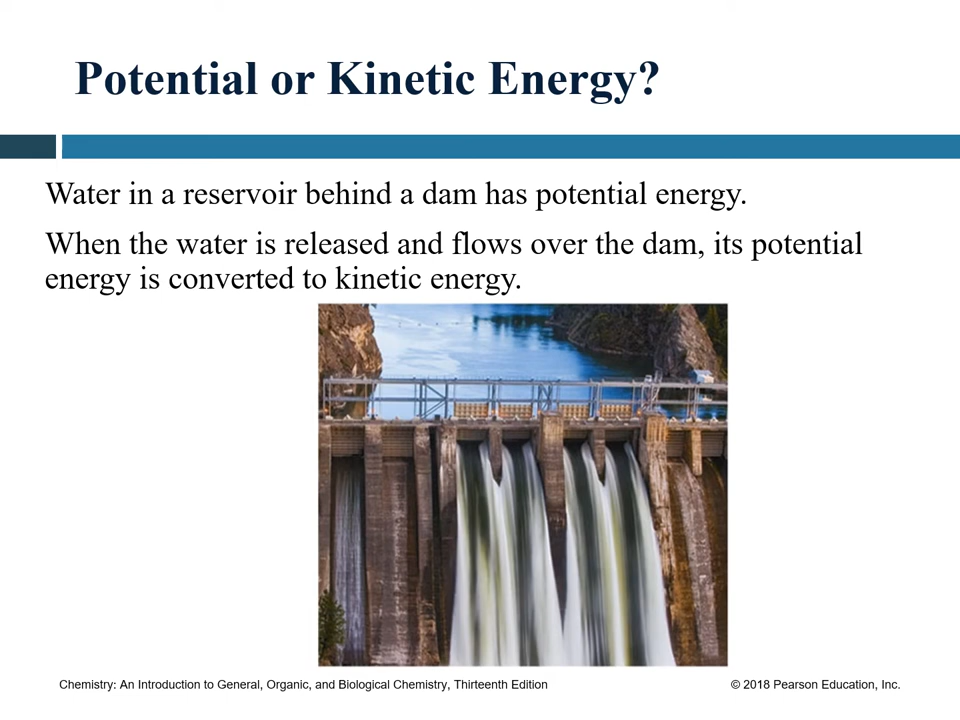 Potential or Kinetic Energy?
Water in a reservoir behind a dam has potential energy.
When the water is released and flows over the dam, its potential
energy is converted to kinetic energy.
Chemistry: An Introduction to General, Organic, and Biological Chemistry, Thirteenth Edition
© 2018 Pearson Education, Inc.